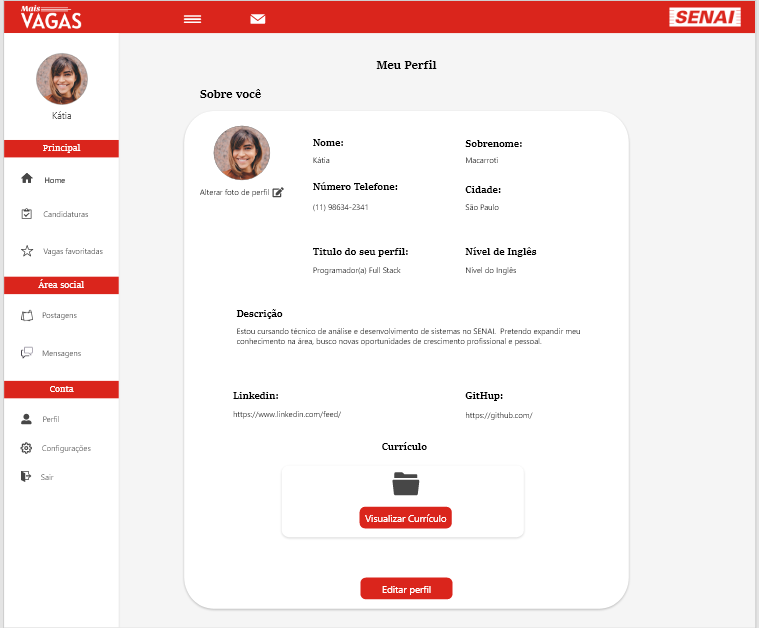 Mais
VAGAS
SENAI
Kátia
Principal
Home
Candidaturas
Vagas favoritadas
Área social
Postagens
Mensagens
Conta
Perfil
Configurações
Sair
Meu Perfil
Sobre você
Alterar foto de perfil
Nome:
Kátia
Sobrenome:
Macarroti
Número Telefone:
(11) 98634-2341
Cidade:
São Paulo
Titulo do seu perfil:
Programador(a) Full Stack
Nível de Inglês
Nível do Inglês
Descrição
Estou cursando técnico de análise e desenvolvimento de sistemas no SENAI. Pretendo expandir meu
conhecimento na área, busco novas oportunidades de crescimento profissional e pessoal.
Linkedin:
https://www.linkedin.com/feed/
GitHup:
https://github.com/
Currículo
Visualizar Currículo
Editar perfil